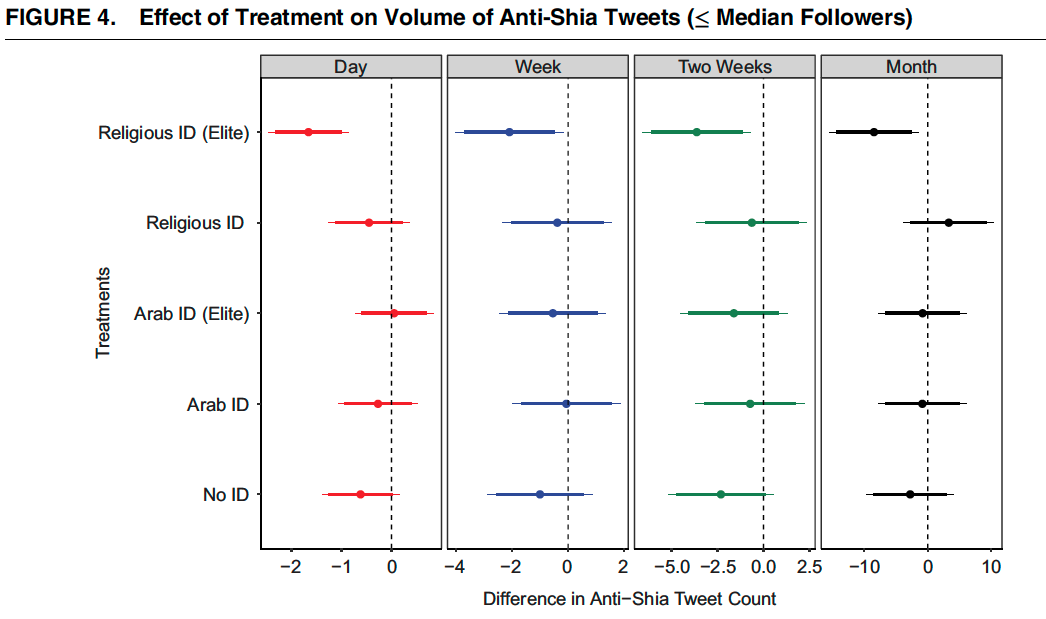 FIGURE 4. Effect of Treatment on Volume of Anti-Shia Tweets (≤ Median Followers)
Day Week Two Weeks Month
Treatments
Religious ID (Elite)
Religious ID
Arab ID (Elite)
Arab ID
No ID
−2 −1 0 −4 −2 0 2 −5.0 −2.5 0.0 2.5 −10 0 10
Difference in Anti−Shia Tweet Count